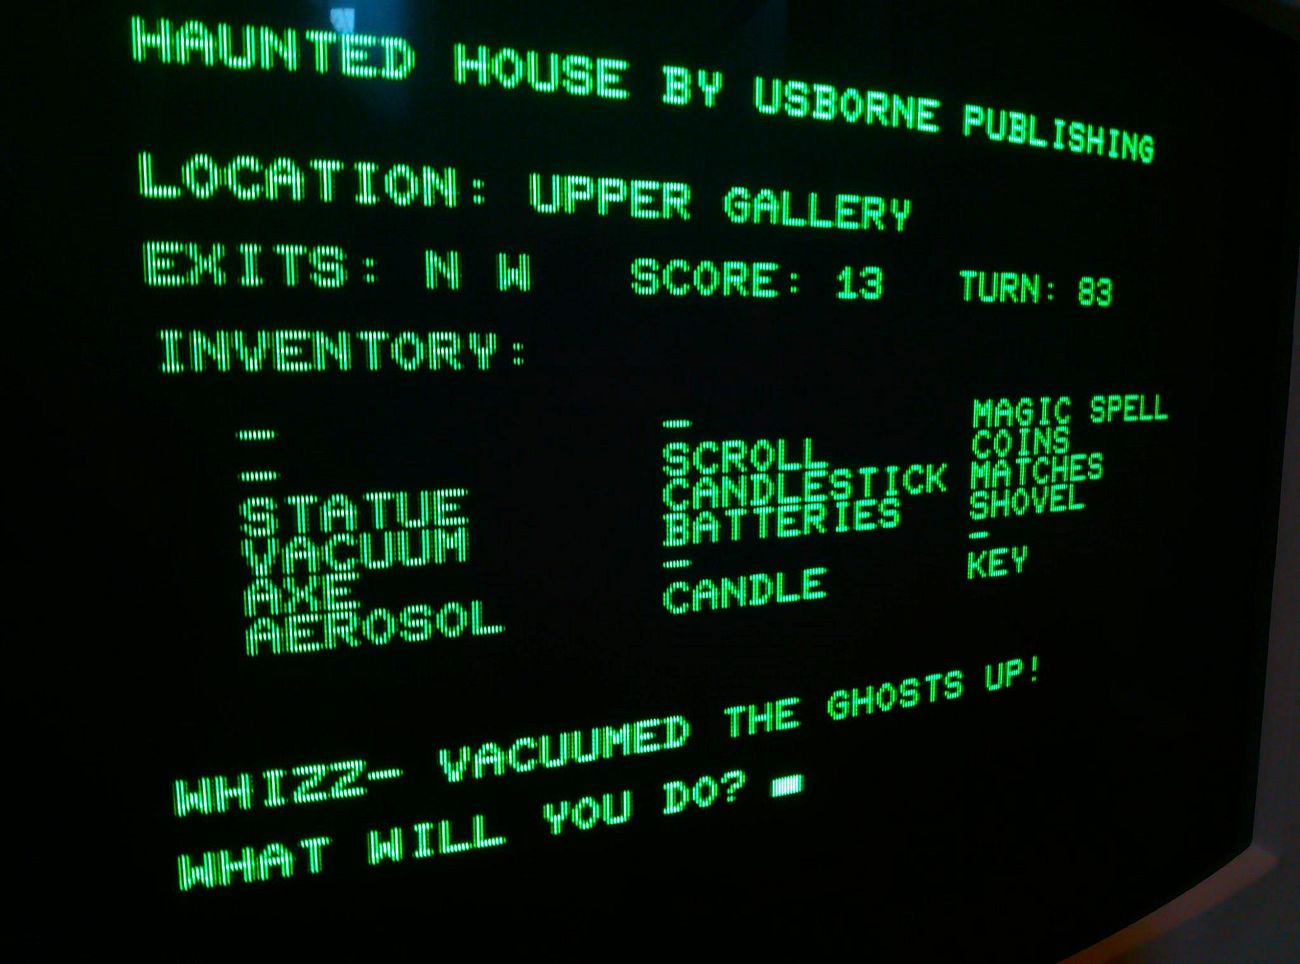 HAUNTED HOUSE BY USBORNE PUBLISHING
LOCATION: UPPER GALLERY
EXITS: N W SCORE: 13 TURN: 83
INVENTORY:
- - MAGIC SPELL
- SCROLL COINS
STATUE CANDLESTICK MATCHES
VACUUM BATTERIES SHOVEL
AXE - -
AEROSOL CANDLE KEY
WHIZZ- VACUUMED THE GHOSTS UP!
WHAT WILL YOU DO?